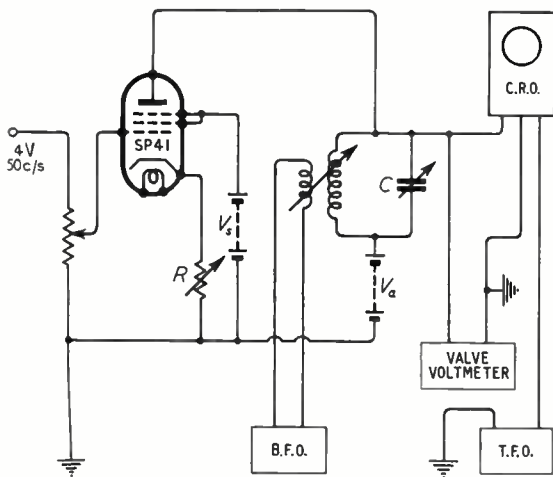 C.R.O.
SP41
4V
50c/s
C
Vs
R
Va
VALVE
VOLTMETER
B.F.O.
T.F.O.